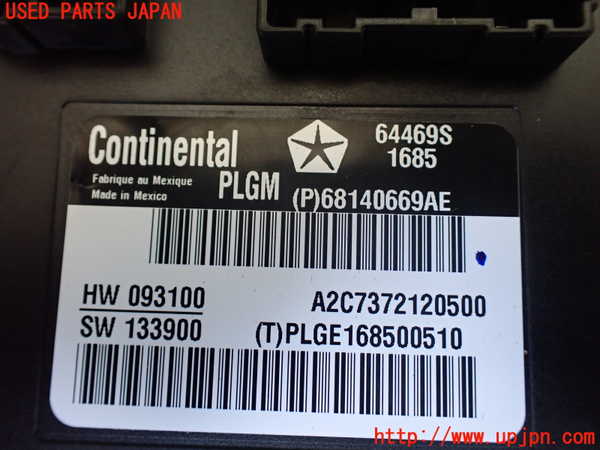 USED PARTS JAPAN
Continental
64469S
1685
Fabrique au Mexique
Made in Mexico
PLGM
(P)68140669AE
HW 093100
A2C7372120500
SW 133900
(T)PLGE168500510
http://www.upjpn.com/